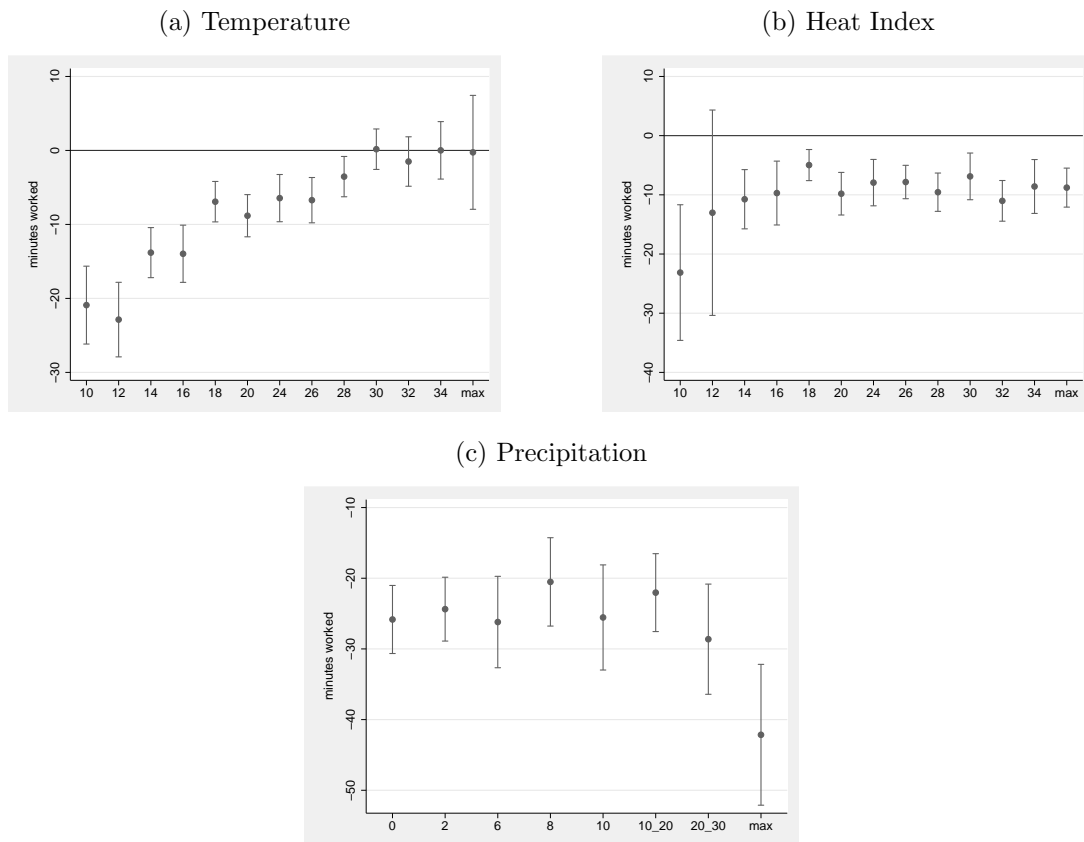 (a) Temperature
10
0
−10
−20
−30
minutes worked
10 12 14 16 18 20 24 26 28 30 32 34 max
(b) Heat Index
10
0
−10
−20
−30
−40
minutes worked
10 12 14 16 18 20 24 26 28 30 32 34 max
(c) Precipitation
−10
−20
−30
−40
−50
minutes worked
0 2 6 8 10 10_20 20_30 max